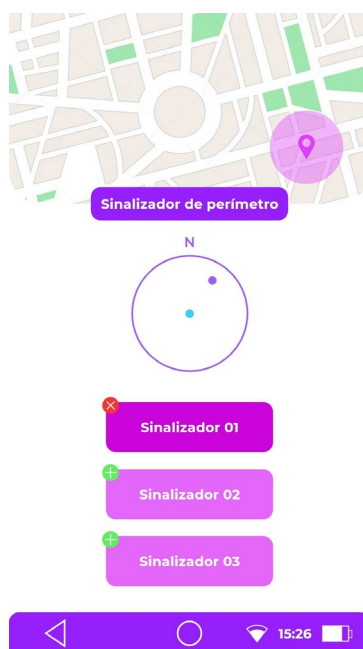 Sinalizador de perímetro
N
Sinalizador 01
Sinalizador 02
Sinalizador 03
15:26